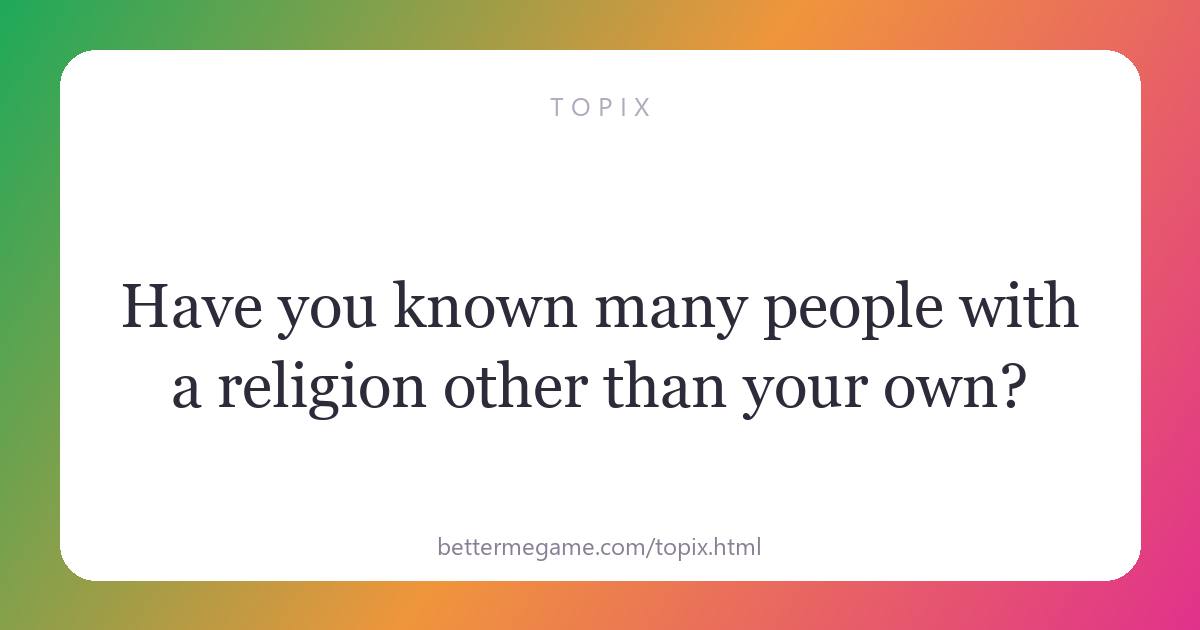 TOPIX
Have you known many people with
a religion other than your own?
bettermegame.com/topix.html